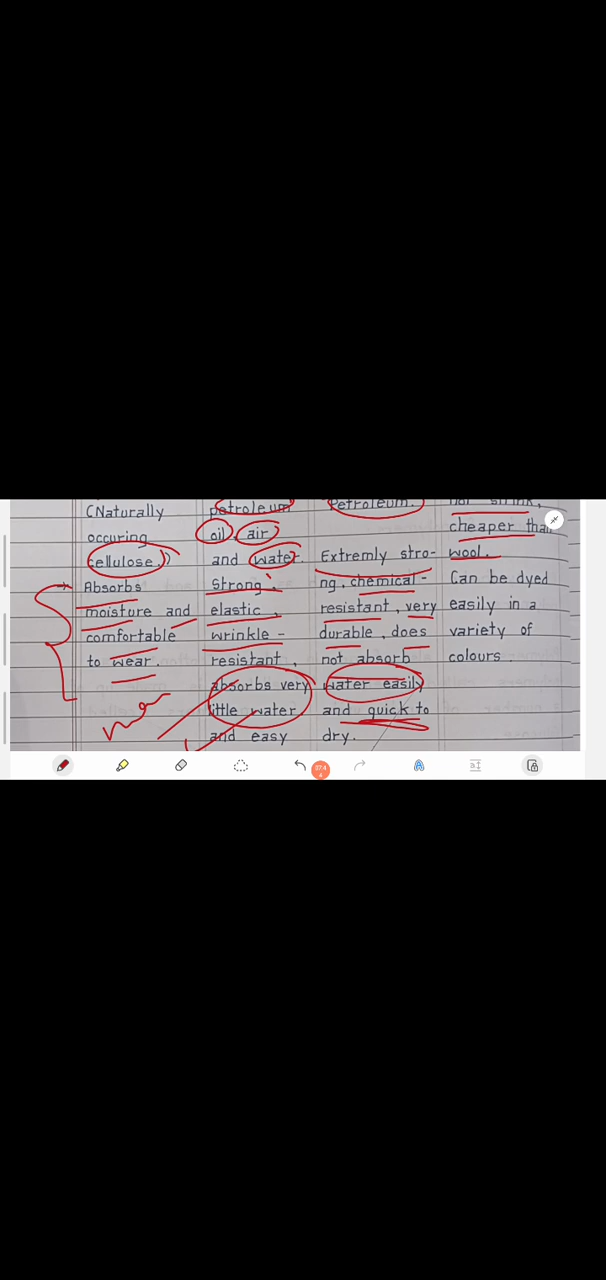 (Naturally
occuring
cellulose.)
→ Absorbs
moisture and
comfortable
to wear.
petroleum
oil, air
and water.
Strong,
elastic,
wrinkle-
resistant,
absorbs very
little water
and easy
Petroleum.
Extremly stro-
ng, chemical-
resistant, very
durable, does
not absorb
water easily
and quick to
dry.
not shrink,
cheaper than
wool.
Can be dyed
easily in a
variety of
colours.